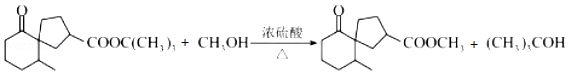 O COOC(CH₃)₃ + CH₃OH 浓硫酸 △ O COOCH₃ + (CH₃)₃COH